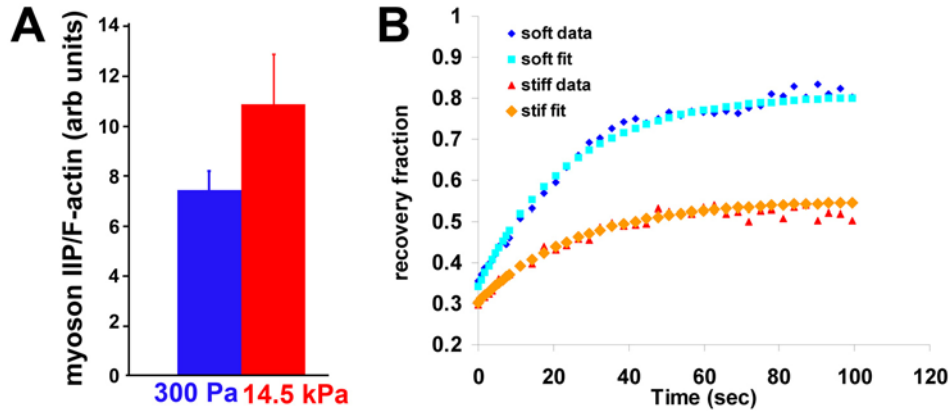 A
myoson IIP/F-actin (arb units)
14
12
10
8
6
4
2
0
300 Pa 14.5 kPa
B
recovery fraction
1
0.9
0.8
0.7
0.6
0.5
0.4
0.3
0.2
soft data
soft fit
stiff data
stif fit
0 20 40 60 80 100 120
Time (sec)